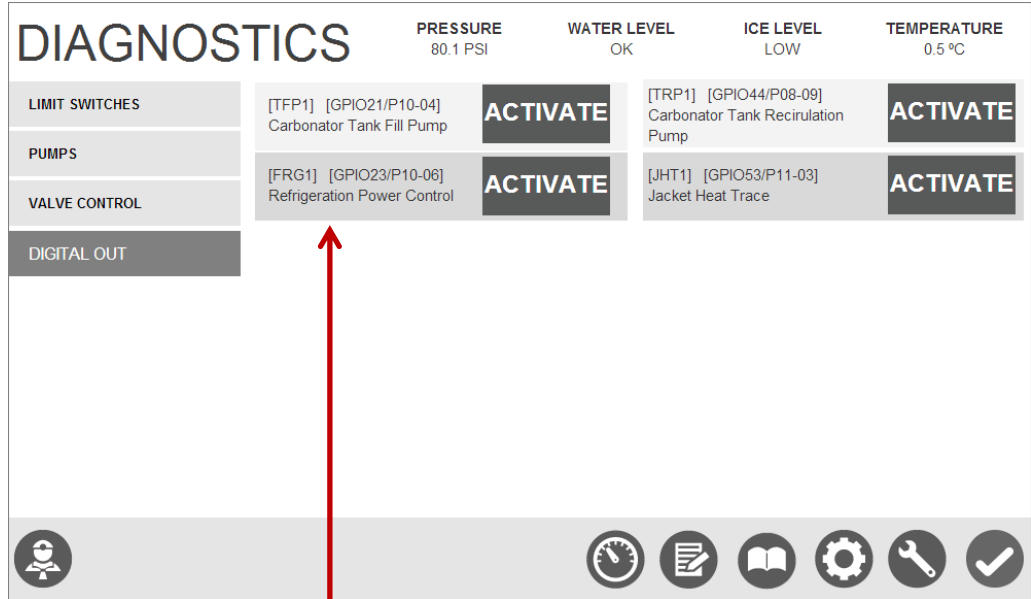 DIAGNOSTICS
PRESSURE
80.1 PSI
WATER LEVEL
OK
ICE LEVEL
LOW
TEMPERATURE
0.5 ºC
LIMIT SWITCHES
PUMPS
VALVE CONTROL
DIGITAL OUT
[TFP1] [GPIO21/P10-04]
Carbonator Tank Fill Pump
ACTIVATE
[TRP1] [GPIO44/P08-09]
Carbonator Tank Recirulation
Pump
ACTIVATE
[FRG1] [GPIO23/P10-06]
Refrigeration Power Control
ACTIVATE
[JHT1] [GPIO53/P11-03]
Jacket Heat Trace
ACTIVATE